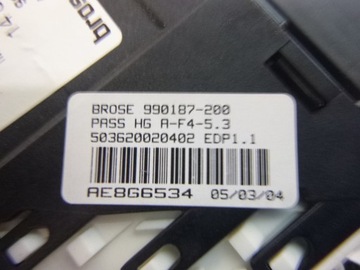 BROSE 990187-200
PASS HG A-F4-5.3
503620020402 EDP1.1
AE8G6534 05/03/04